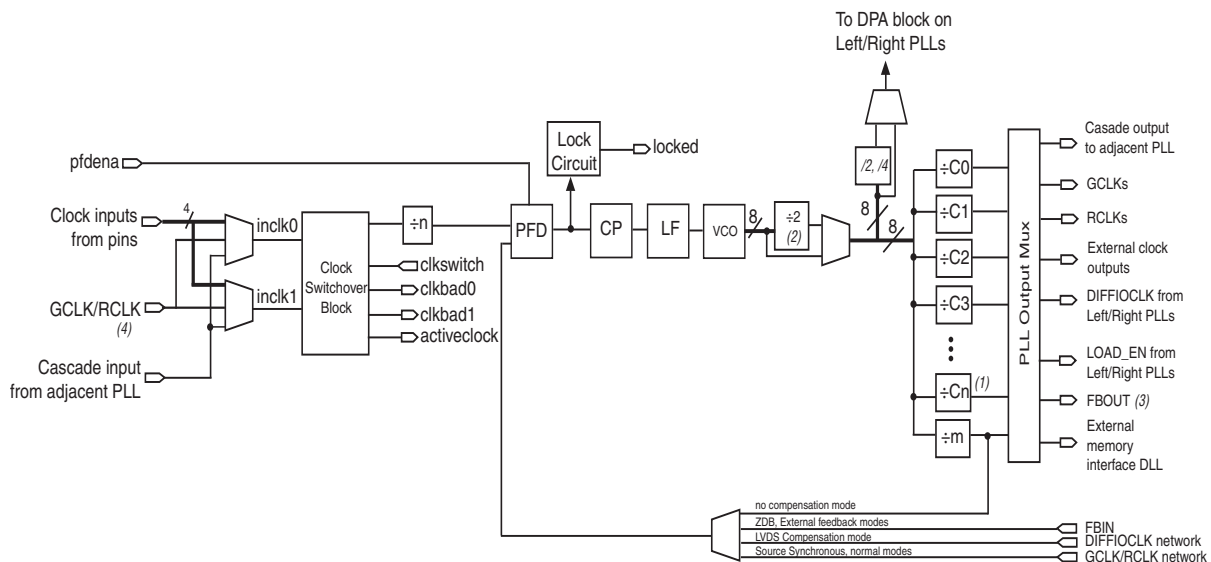 To DPA block on
Left/Right PLLs
Lock
Circuit
locked
pfdena
/2, /4
Casade output
to adjacent PLL
GCLKs
RCLKs
External clock
outputs
DIFFIOCLK from
Left/Right PLLs
LOAD_EN from
Left/Right PLLs
FBOUT (3)
External
memory
interface DLL
PLL Output Mux
÷C0
÷C1
÷C2
÷C3
÷Cn
(1)
÷m
Clock inputs
from pins
4
inclk0
inclk1
GCLK/RCLK
(4)
Cascade input
from adjacent PLL
Clock
Switchover
Block
÷n
clkswitch
clkbad0
clkbad1
activeclock
PFD
CP
LF
VCO
8
÷2
(2)
8
8
no compensation mode
ZDB, External feedback modes
LVDS Compensation mode
Source Synchronous, normal modes
FBIN
DIFFIOCLK network
GCLK/RCLK network